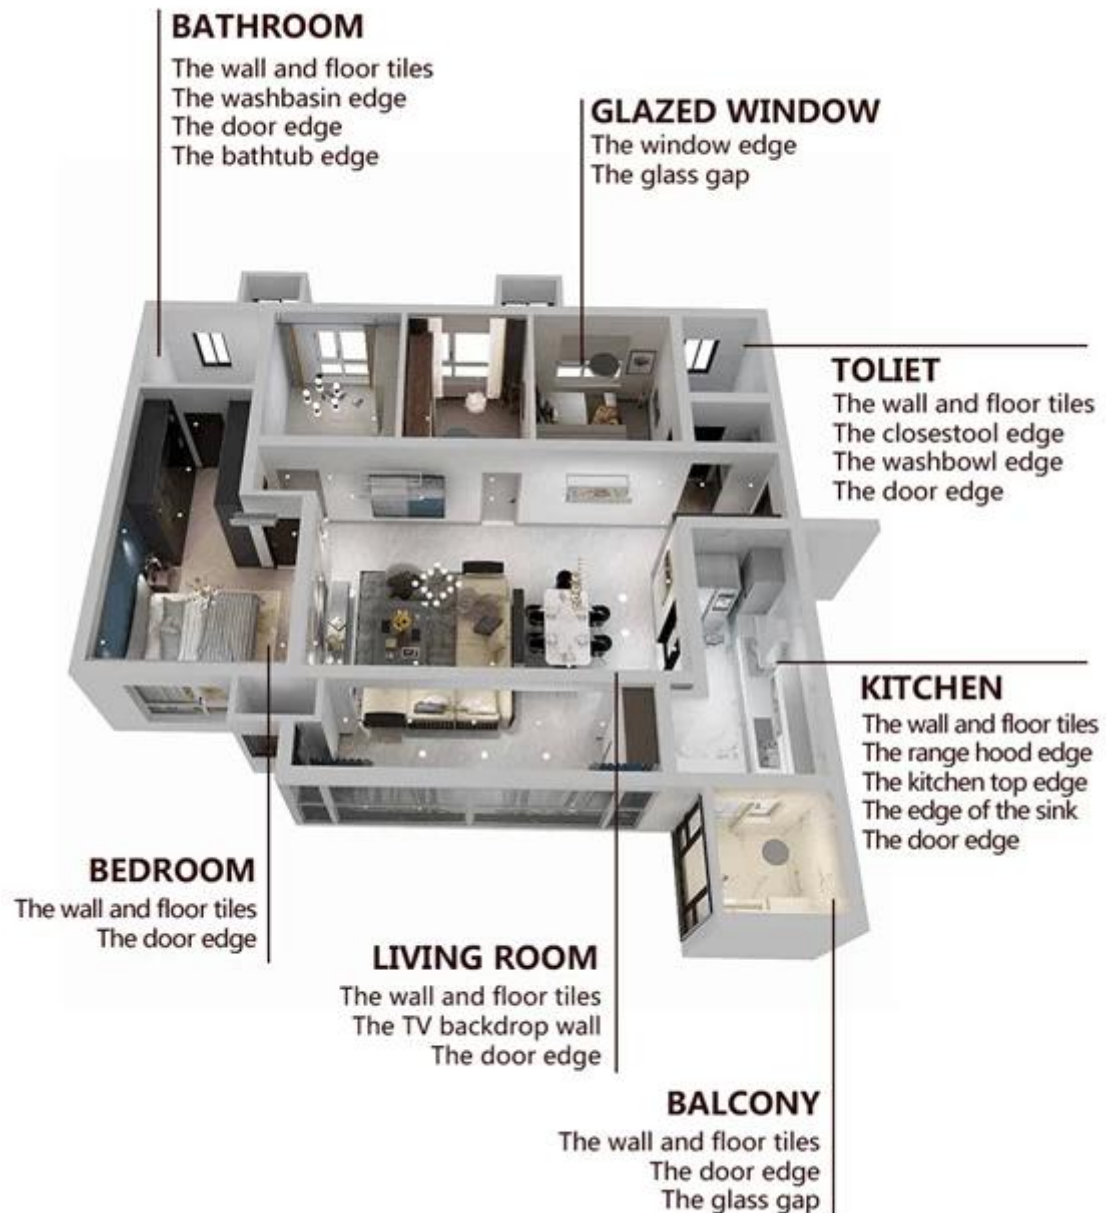 BATHROOM
The wall and floor tiles
The washbasin edge
The door edge
The bathtub edge
GLAZED WINDOW
The window edge
The glass gap
TOLIET
The wall and floor tiles
The closestool edge
The washbowl edge
The door edge
KITCHEN
The wall and floor tiles
The range hood edge
The kitchen top edge
The edge of the sink
The door edge
BEDROOM
The wall and floor tiles
The door edge
LIVING ROOM
The wall and floor tiles
The TV backdrop wall
The door edge
BALCONY
The wall and floor tiles
The door edge
The glass gap